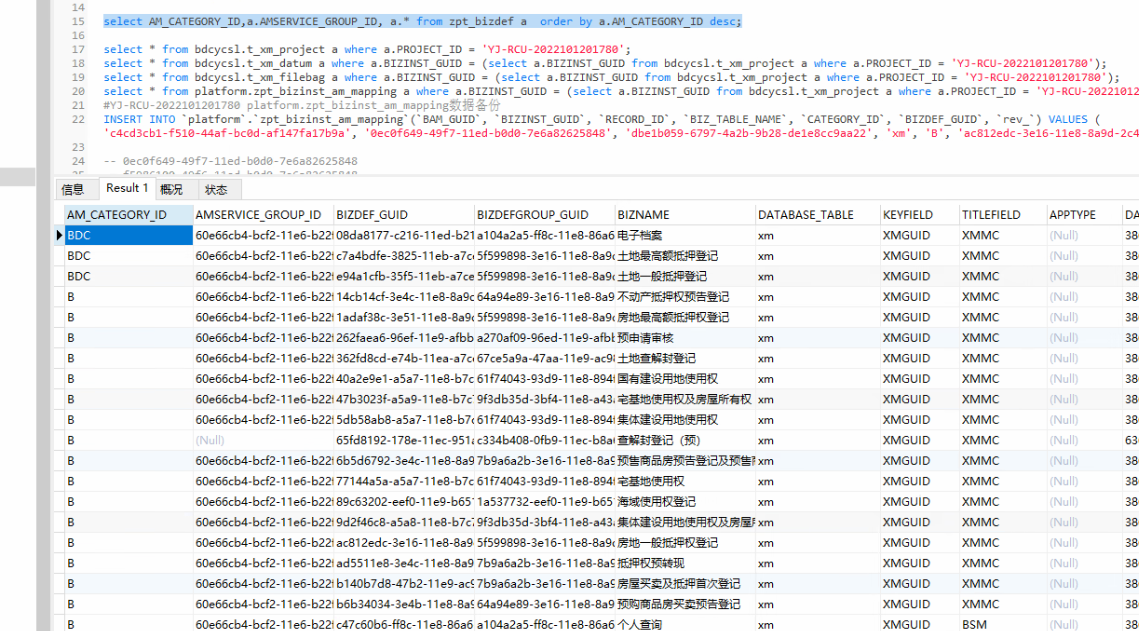 14
15 select AM_CATEGORY_ID,a.AMSERVICE_GROUP_ID, a.* from zpt_bizdef a  order by a.AM_CATEGORY_ID desc;
16
17 select * from bdcycsl.t_xm_project a where a.PROJECT_ID = 'YJ-RCU-2022101201780';
18 select * from bdcycsl.t_xm_datum a where a.BIZINST_GUID = (select a.BIZINST_GUID from bdcycsl.t_xm_project a where a.PROJECT_ID = 'YJ-RCU-2022101201780');
19 select * from bdcycsl.t_xm_filebag a where a.BIZINST_GUID = (select a.BIZINST_GUID from bdcycsl.t_xm_project a where a.PROJECT_ID = 'YJ-RCU-2022101201780');
20 select * from platform.zpt_bizinst_am_mapping a where a.BIZINST_GUID = (select a.BIZINST_GUID from bdcycsl.t_xm_project a where a.PROJECT_ID = 'YJ-RCU-2022101
21 #YJ-RCU-2022101201780 platform.zpt_bizinst_am_mapping数据备份
22 INSERT INTO `platform`.`zpt_bizinst_am_mapping`(`BAM_GUID`, `BIZINST_GUID`, `RECORD_ID`, `BIZ_TABLE_NAME`, `CATEGORY_ID`, `BIZDEF_GUID`, `rev_`) VALUES (
'c4cd3cb1-f510-44af-bc0d-af147fa17b9a', '0ec0f649-49f7-11ed-b0d0-7e6a82625848', 'dbe1b059-6797-4a2b-9b28-de1e8cc9aa22', 'xm', 'B', 'ac812edc-3e16-11e8-8a9d-2c4
23
24 -- 0ec0f649-49f7-11ed-b0d0-7e6a82625848
信息 Result 1 概况 状态
AM_CATEGORY_ID AMSERVICE_GROUP_ID BIZDEF_GUID BIZDEFGROUP_GUID BIZNAME DATABASE_TABLE KEYFIELD TITLEFIELD APPTYPE DA
BDC 60e66cb4-bcf2-11e6-b22f 08da8177-c216-11ed-b21 a104a2a5-ff8c-11e8-86a6 电子档案 xm XMGUID XMMC (Null) 38
BDC 60e66cb4-bcf2-11e6-b22f c7a4bdfe-3825-11eb-a7c 5f599898-3e16-11e8-8a9 土地最高额抵押登记 xm XMGUID XMMC (Null) 38
BDC 60e66cb4-bcf2-11e6-b22f e94a1cfb-35f5-11eb-a7ce 5f599898-3e16-11e8-8a9 土地一般抵押登记 xm XMGUID XMMC (Null) 38
B 60e66cb4-bcf2-11e6-b22f 14cb14cf-3e4c-11e8-8a9 64a94e89-3e16-11e8-8a9 不动产抵押权预告登记 xm XMGUID XMMC (Null) 38
B 60e66cb4-bcf2-11e6-b22f 1adaf38c-3e51-11e8-8a9 5f599898-3e16-11e8-8a9 房地最高额抵押权登记 xm XMGUID XMMC (Null) 38
B 60e66cb4-bcf2-11e6-b22f 262faea6-96ef-11e9-afbb a270af09-96ed-11e9-afb 预申请审核 xm XMGUID XMMC (Null) 38
B 60e66cb4-bcf2-11e6-b22f 362fd8cd-e74b-11ea-a7c 67ce5a9a-47aa-11e9-ac9 土地查解封登记 xm XMGUID XMMC (Null) 38
B 60e66cb4-bcf2-11e6-b22f 40a2e9e1-a5a7-11e8-b7c 61f74043-93d9-11e8-894 国有建设用地使用权 xm XMGUID XMMC (Null) 38
B 60e66cb4-bcf2-11e6-b22f 47b3023f-a5a9-11e8-b7c 9f3db35d-3bf4-11e8-a43 宅基地使用权及房屋所有权 xm XMGUID XMMC (Null) 38
B 60e66cb4-bcf2-11e6-b22f 5db58ab8-a5a7-11e8-b7 61f74043-93d9-11e8-894 集体建设用地使用权 xm XMGUID XMMC (Null) 38
B (Null) 65fd8192-178e-11ec-951 c334b408-0fb9-11ec-b8a 查解封登记（预） xm XMGUID XMMC (Null) 63
B 60e66cb4-bcf2-11e6-b22f 6b5d6792-3e4c-11e8-8a9 7b9a6a2b-3e16-11e8-8a9 预售商品房预告登记及预售 xm XMGUID XMMC (Null) 38
B 60e66cb4-bcf2-11e6-b22f 77144a5a-a5a7-11e8-b7c 61f74043-93d9-11e8-894 宅基地使用权 xm XMGUID XMMC (Null) 38
B 60e66cb4-bcf2-11e6-b22f 89c63202-eef0-11e9-b65 1a537732-eef0-11e9-b65 海域使用权登记 xm XMGUID XMMC (Null) 38
B 60e66cb4-bcf2-11e6-b22f 9d2f46c8-a5a8-11e8-b7c 9f3db35d-3bf4-11e8-a43 集体建设用地使用权及房屋 xm XMGUID XMMC (Null) 38
B 60e66cb4-bcf2-11e6-b22f ac812edc-3e16-11e8-8a9 5f599898-3e16-11e8-8a9 房地一般抵押权登记 xm XMGUID XMMC (Null) 38
B 60e66cb4-bcf2-11e6-b22f ad5511e8-3e4c-11e8-8a9 7b9a6a2b-3e16-11e8-8a9 抵押权预转现 xm XMGUID XMMC (Null) 38
B 60e66cb4-bcf2-11e6-b22f b140b7d8-47b2-11e9-ac9 7b9a6a2b-3e16-11e8-8a9 房屋买卖及抵押首次登记 xm XMGUID XMMC (Null) 38
B 60e66cb4-bcf2-11e6-b22f b6b34034-3e4b-11e8-8a9 64a94e89-3e16-11e8-8a9 预购商品房买卖预告登记 xm XMGUID XMMC (Null) 38
B 60e66cb4-bcf2-11e6-b22f c47c60b6-ff8c-11e8-86a6 a104a2a5-ff8c-11e8-86a6 个人查询 xm XMGUID BSM (Null) 38